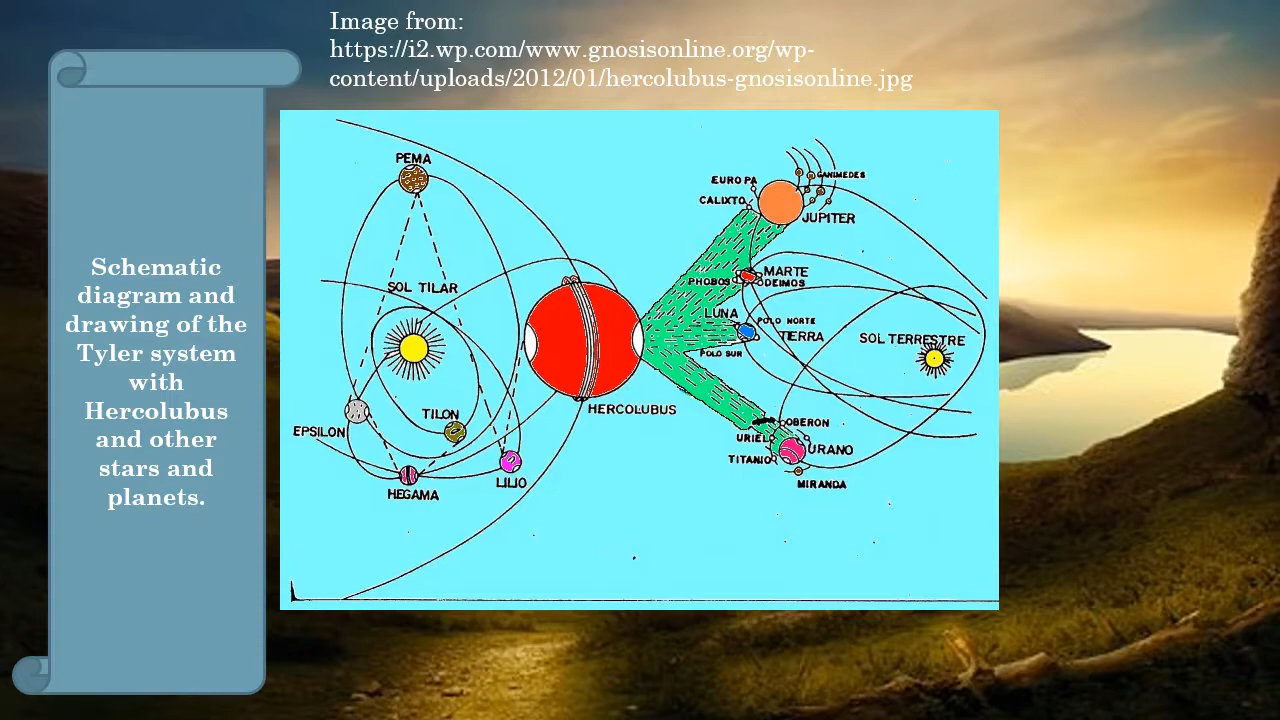 Image from:
https://i2.wp.com/www.gnosisonline.org/wp-
content/uploads/2012/01/hercolubus-gnosisonline.jpg
Schematic
diagram and
drawing of the
Tyler system
with
Hercolubus
and other
stars and
planets.
PEMA
SOL TILAR
TILON
EPSILON
HEGAMA
LILIO
HERCOLUBUS
EUROPA
GANIMEDES
CALIXTO
JUPITER
MARTE
PHOBOS
DEIMOS
LUNA
POLO NORTE
TIERRA
SOL TERRESTRE
POLO SUR
OBERON
URIEL
URANO
TITANIO
MIRANDA